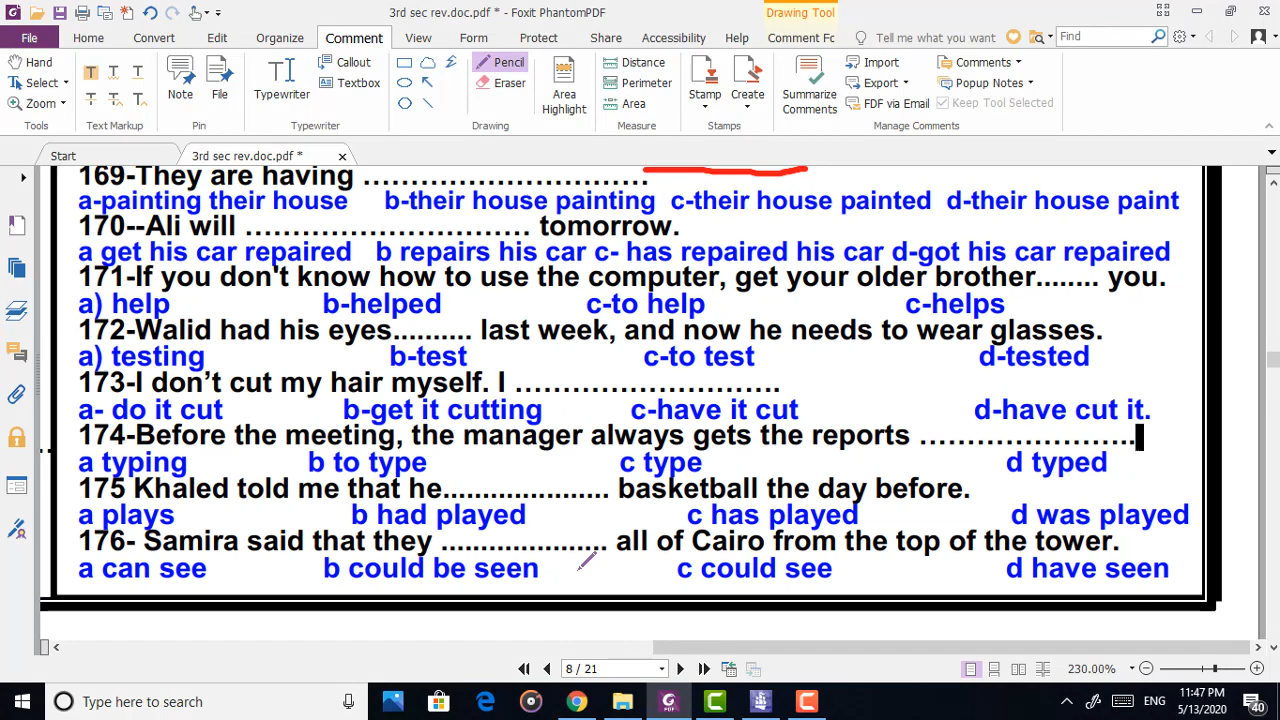 3rd sec rev.doc.pdf * - Foxit PhantomPDF
Drawing Tool
File Home Convert Edit Organize Comment View Form Protect Share Accessibility Help Comment Fc Tell me what you want... Find
Hand Note File Typewriter Callout Pencil Area Highlight Distance Stamp Create Summarize Comments Import Comments
Select Textbox Eraser Perimeter Export Popup Notes
Zoom Area FDF via Email Keep Tool Selected
Tools Text Markup Pin Typewriter Drawing Measure Stamps Manage Comments
Start 3rd sec rev.doc.pdf *
169-They are having ................................
a-painting their house b-their house painting c-their house painted d-their house paint
170--Ali will ................................ tomorrow.
a get his car repaired b repairs his car c- has repaired his car d-got his car repaired
171-If you don't know how to use the computer, get your older brother........ you.
a) help b-helped c-to help c-helps
172-Walid had his eyes.......... last week, and now he needs to wear glasses.
a) testing b-test c-to test d-tested
173-I don’t cut my hair myself. I ..............................
a- do it cut b-get it cutting c-have it cut d-have cut it.
174-Before the meeting, the manager always gets the reports ..........................
a typing b to type c type d typed
175 Khaled told me that he..................... basketball the day before.
a plays b had played c has played d was played
176- Samira said that they ..................... all of Cairo from the top of the tower.
a can see b could be seen c could see d have seen
8 / 21 230.00%
Type here to search ENG 11:47 PM
5/13/2020 40